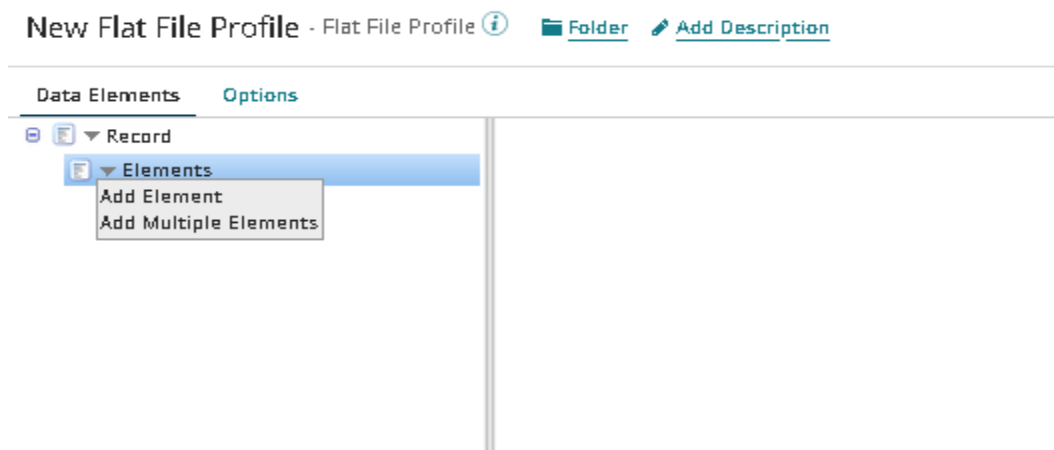 New Flat File Profile - Flat File Profile i Folder Add Description
Data Elements Options
Record
Elements
Add Element
Add Multiple Elements